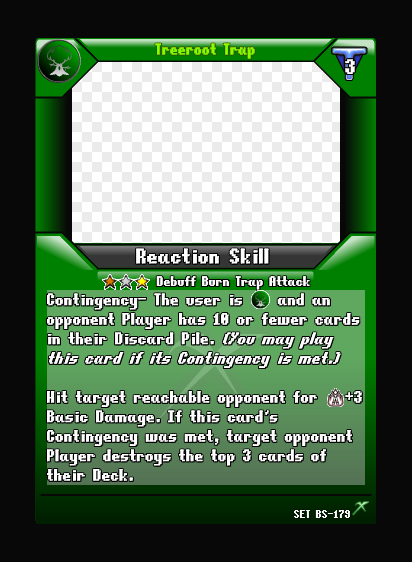 Treeroot Trap
3
Reaction Skill
Debuff Burn Trap Attack
Contingency- The user is and an
opponent Player has 10 or fewer cards
in their Discard Pile. (You may play
this card if its Contingency is met.)
Hit target reachable opponent for +3
Basic Damage. If this card's
Contingency was met, target opponent
Player destroys the top 3 cards of
their Deck.
SET BS-179